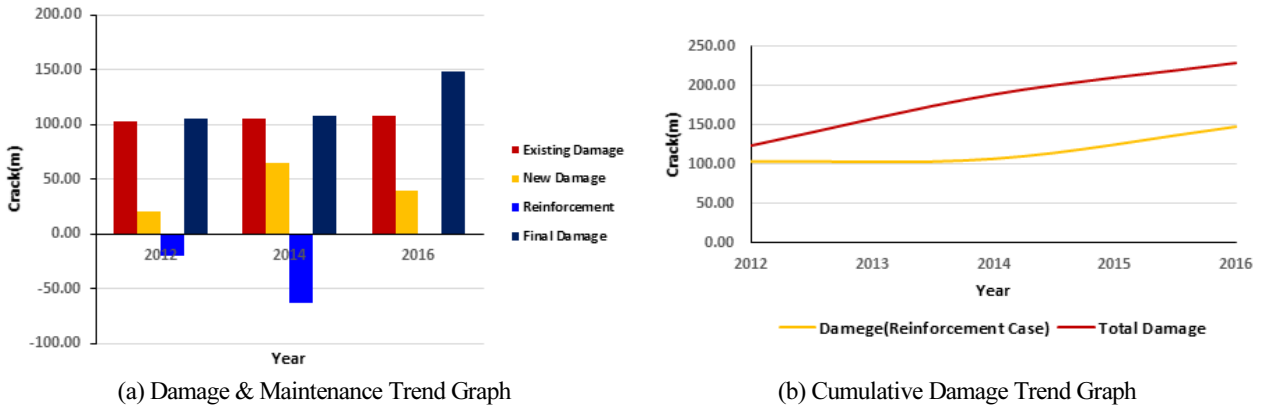 200.00
150.00
100.00
50.00
0.00
-50.00
-100.00
Crack(m)
2012
2014
2016
Year
Existing Damage
New Damage
Reinforcement
Final Damage
(a) Damage & Maintenance Trend Graph
250.00
200.00
150.00
100.00
50.00
0.00
Crack(m)
2012
2013
2014
2015
2016
Year
Damege(Reinforcement Case)
Total Damage
(b) Cumulative Damage Trend Graph